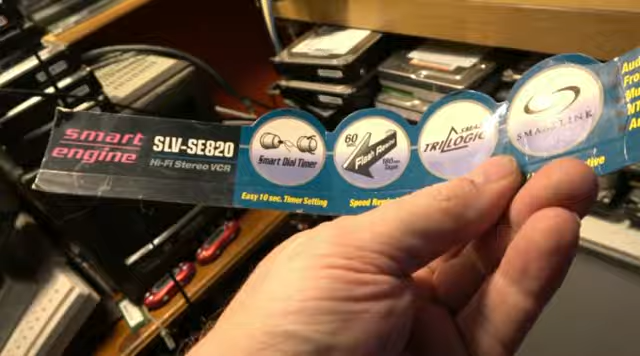 smart
engine
SLV-SE820
Hi-Fi Stereo VCR
Smart Dial Timer
Easy 10 sec. Timer Setting
60
Flash Rewind
TRILOGIC
SMARTLINK